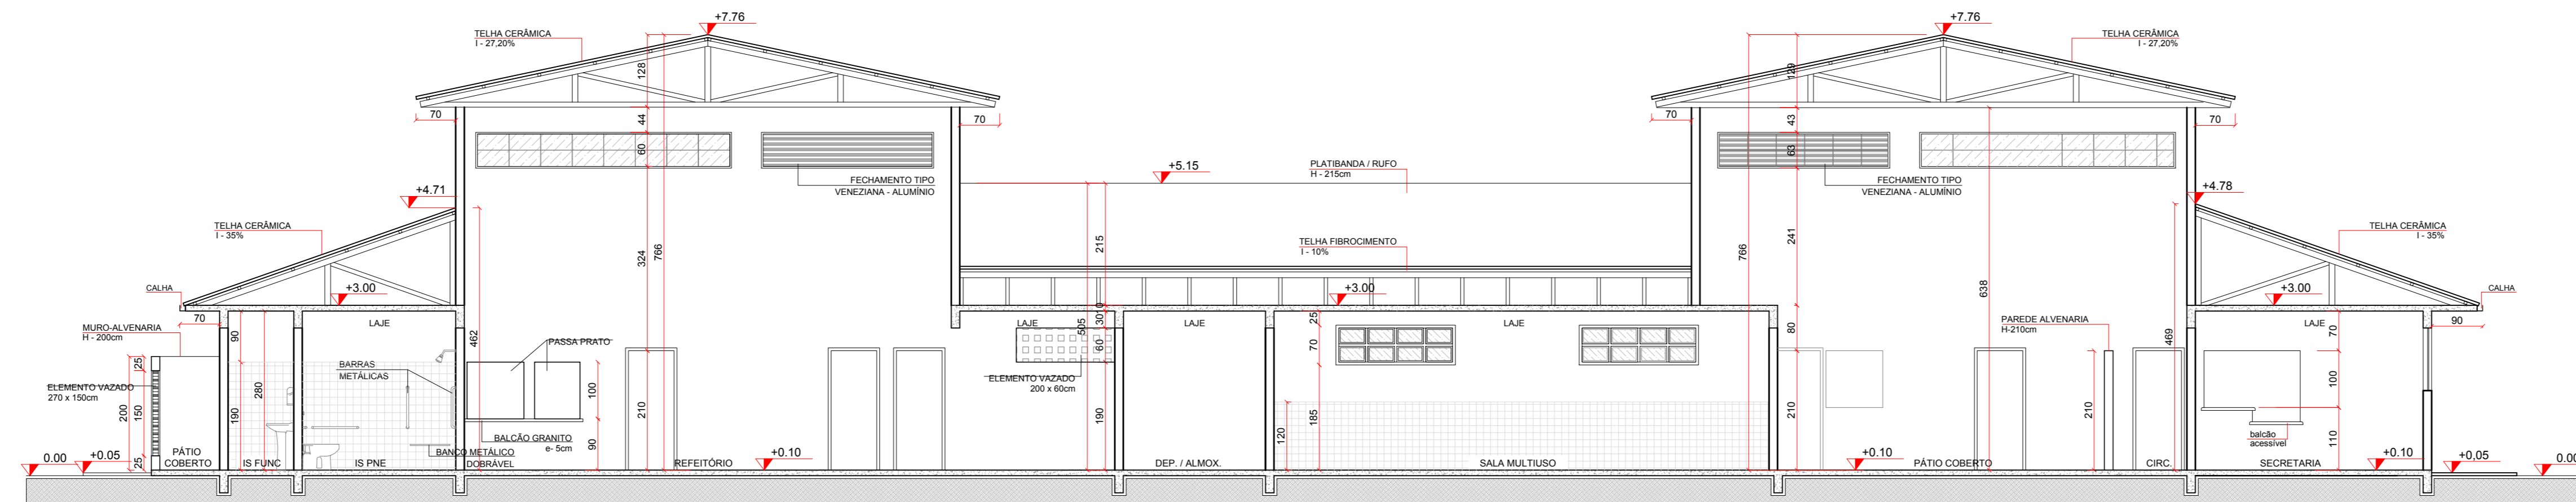 +7.76
+7.76
TELHA CERÂMICA
I - 27,20%
TELHA CERÂMICA
I - 27,20%
128
129
70
44
70
70
43
70
60
63
FECHAMENTO TIPO
VENEZIANA - ALUMÍNIO
+5.15
PLATIBANDA / RUFO
H - 215cm
FECHAMENTO TIPO
VENEZIANA - ALUMÍNIO
+4.71
+4.78
TELHA CERÂMICA
I - 35%
TELHA CERÂMICA
I - 35%
324
766
215
TELHA FIBROCIMENTO
I - 10%
766
241
638
CALHA
+3.00
+3.00
+3.00
CALHA
70
MURO-ALVENARIA
H - 200cm
90
LAJE
462
10
30
505
LAJE
LAJE
25
LAJE
80
PAREDE ALVENARIA
H-210cm
469
LAJE
70
90
25
BARRAS
METÁLICAS
PASSA PRATO
60
70
ELEMENTO VAZADO
270 x 150cm
200
150
280
190
100
210
ELEMENTO VAZADO
200 x 60cm
190
120
185
210
210
100
110
balcão
acessível
BALCÃO GRANITO
e- 5cm
90
BANCO METÁLICO
DOBRÁVEL
0.00
+0.05
25
PÁTIO
COBERTO
IS FUNC
IS PNE
REFEITÓRIO
+0.10
DEP. / ALMOX.
SALA MULTIUSO
+0.10
PÁTIO COBERTO
CIRC.
SECRETARIA
+0.10
+0,05
0.00